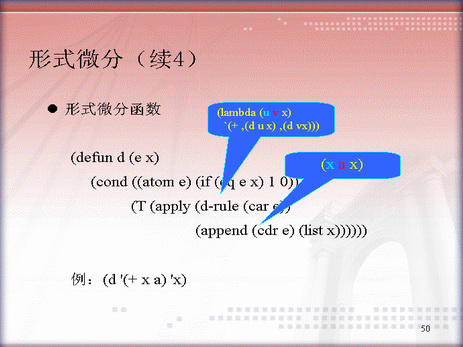 形式微分（续4）
● 形式微分函数
(lambda (u v x)
`(+ ,(d u x) ,(d vx)))
(defun d (e x)
(x a x)
(cond ((atom e) (if (eq e x) 1 0))
(T (apply (d-rule (car e))
(append (cdr e) (list x))))))
例：(d '(+ x a) 'x)
50